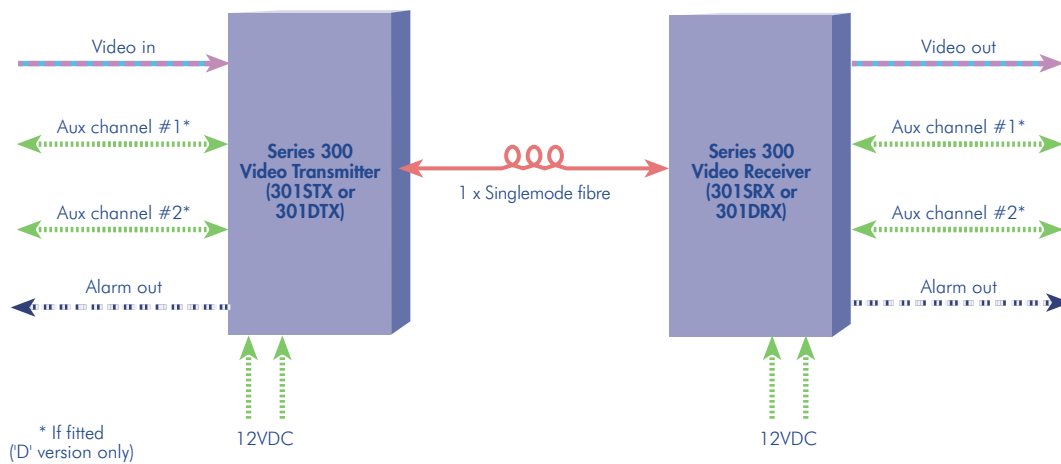 Video in
Aux channel #1*
Aux channel #2*
Alarm out
Series 300
Video Transmitter
(301STX or
301DTX)
1 x Singlemode fibre
Series 300
Video Receiver
(301SRX or
301DRX)
Video out
Aux channel #1*
Aux channel #2*
Alarm out
12VDC
12VDC
* If fitted
('D' version only)